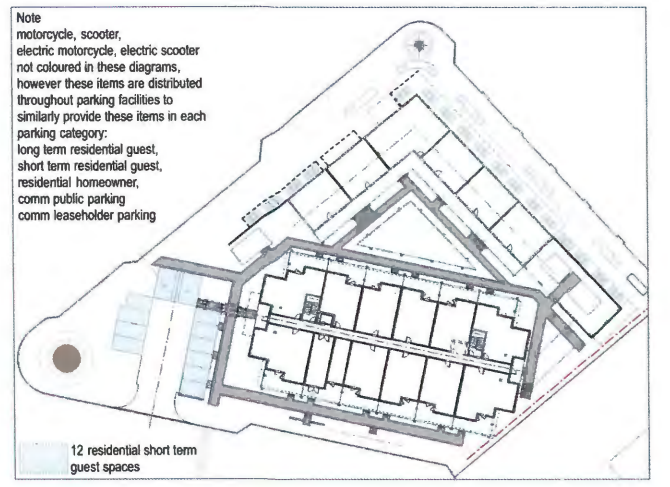 Note
motorcycle, scooter,
electric motorcycle, electric scooter
not coloured in these diagrams,
however these items are distributed
throughout parking facilities to
similarly provide these items in each
parking category:
long term residential guest,
short term residential guest,
residential homeowner,
comm public parking
comm leaseholder parking
12 residential short term
guest spaces